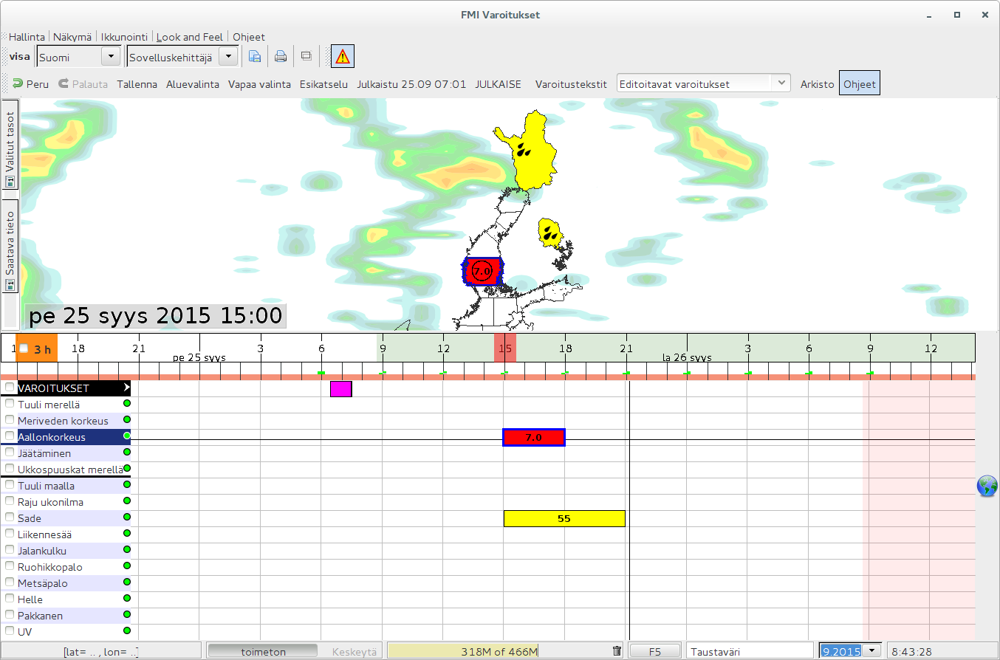 FMI Varoitukset
Hallinta Näkymä Ikkunointi Look and Feel Ohjeet
visa Suomi Sovelluskehittäjä
Peru Palauta Tallenna Aluevalinta Vapaa valinta Esikatselu Julkaistu 25.09 07:01 JULKAISE Varoitustekstit Editoitavat varoitukset Arkisto Ohjeet
Valitut tasot
Saatava tieto
7.0
pe 25 syys 2015 15:00
1 3 h 18 21 3 6 9 12 15 18 21 3 6 9 12
pe 25 syys la 26 syys
VAROITUKSET
Tuuli merellä
Meriveden korkeus
Aallonkorkeus 7.0
Jäätäminen
Ukkospuuskat merellä
Tuuli maalla
Raju ukonilma
Sade 55
Liikennesää
Jalankulku
Ruohikkopalo
Metsäpalo
Helle
Pakkanen
UV
[lat= .. , lon= ..] toimeton Keskeytä 318M of 466M F5 Taustaväri 9.2015 8:43:28